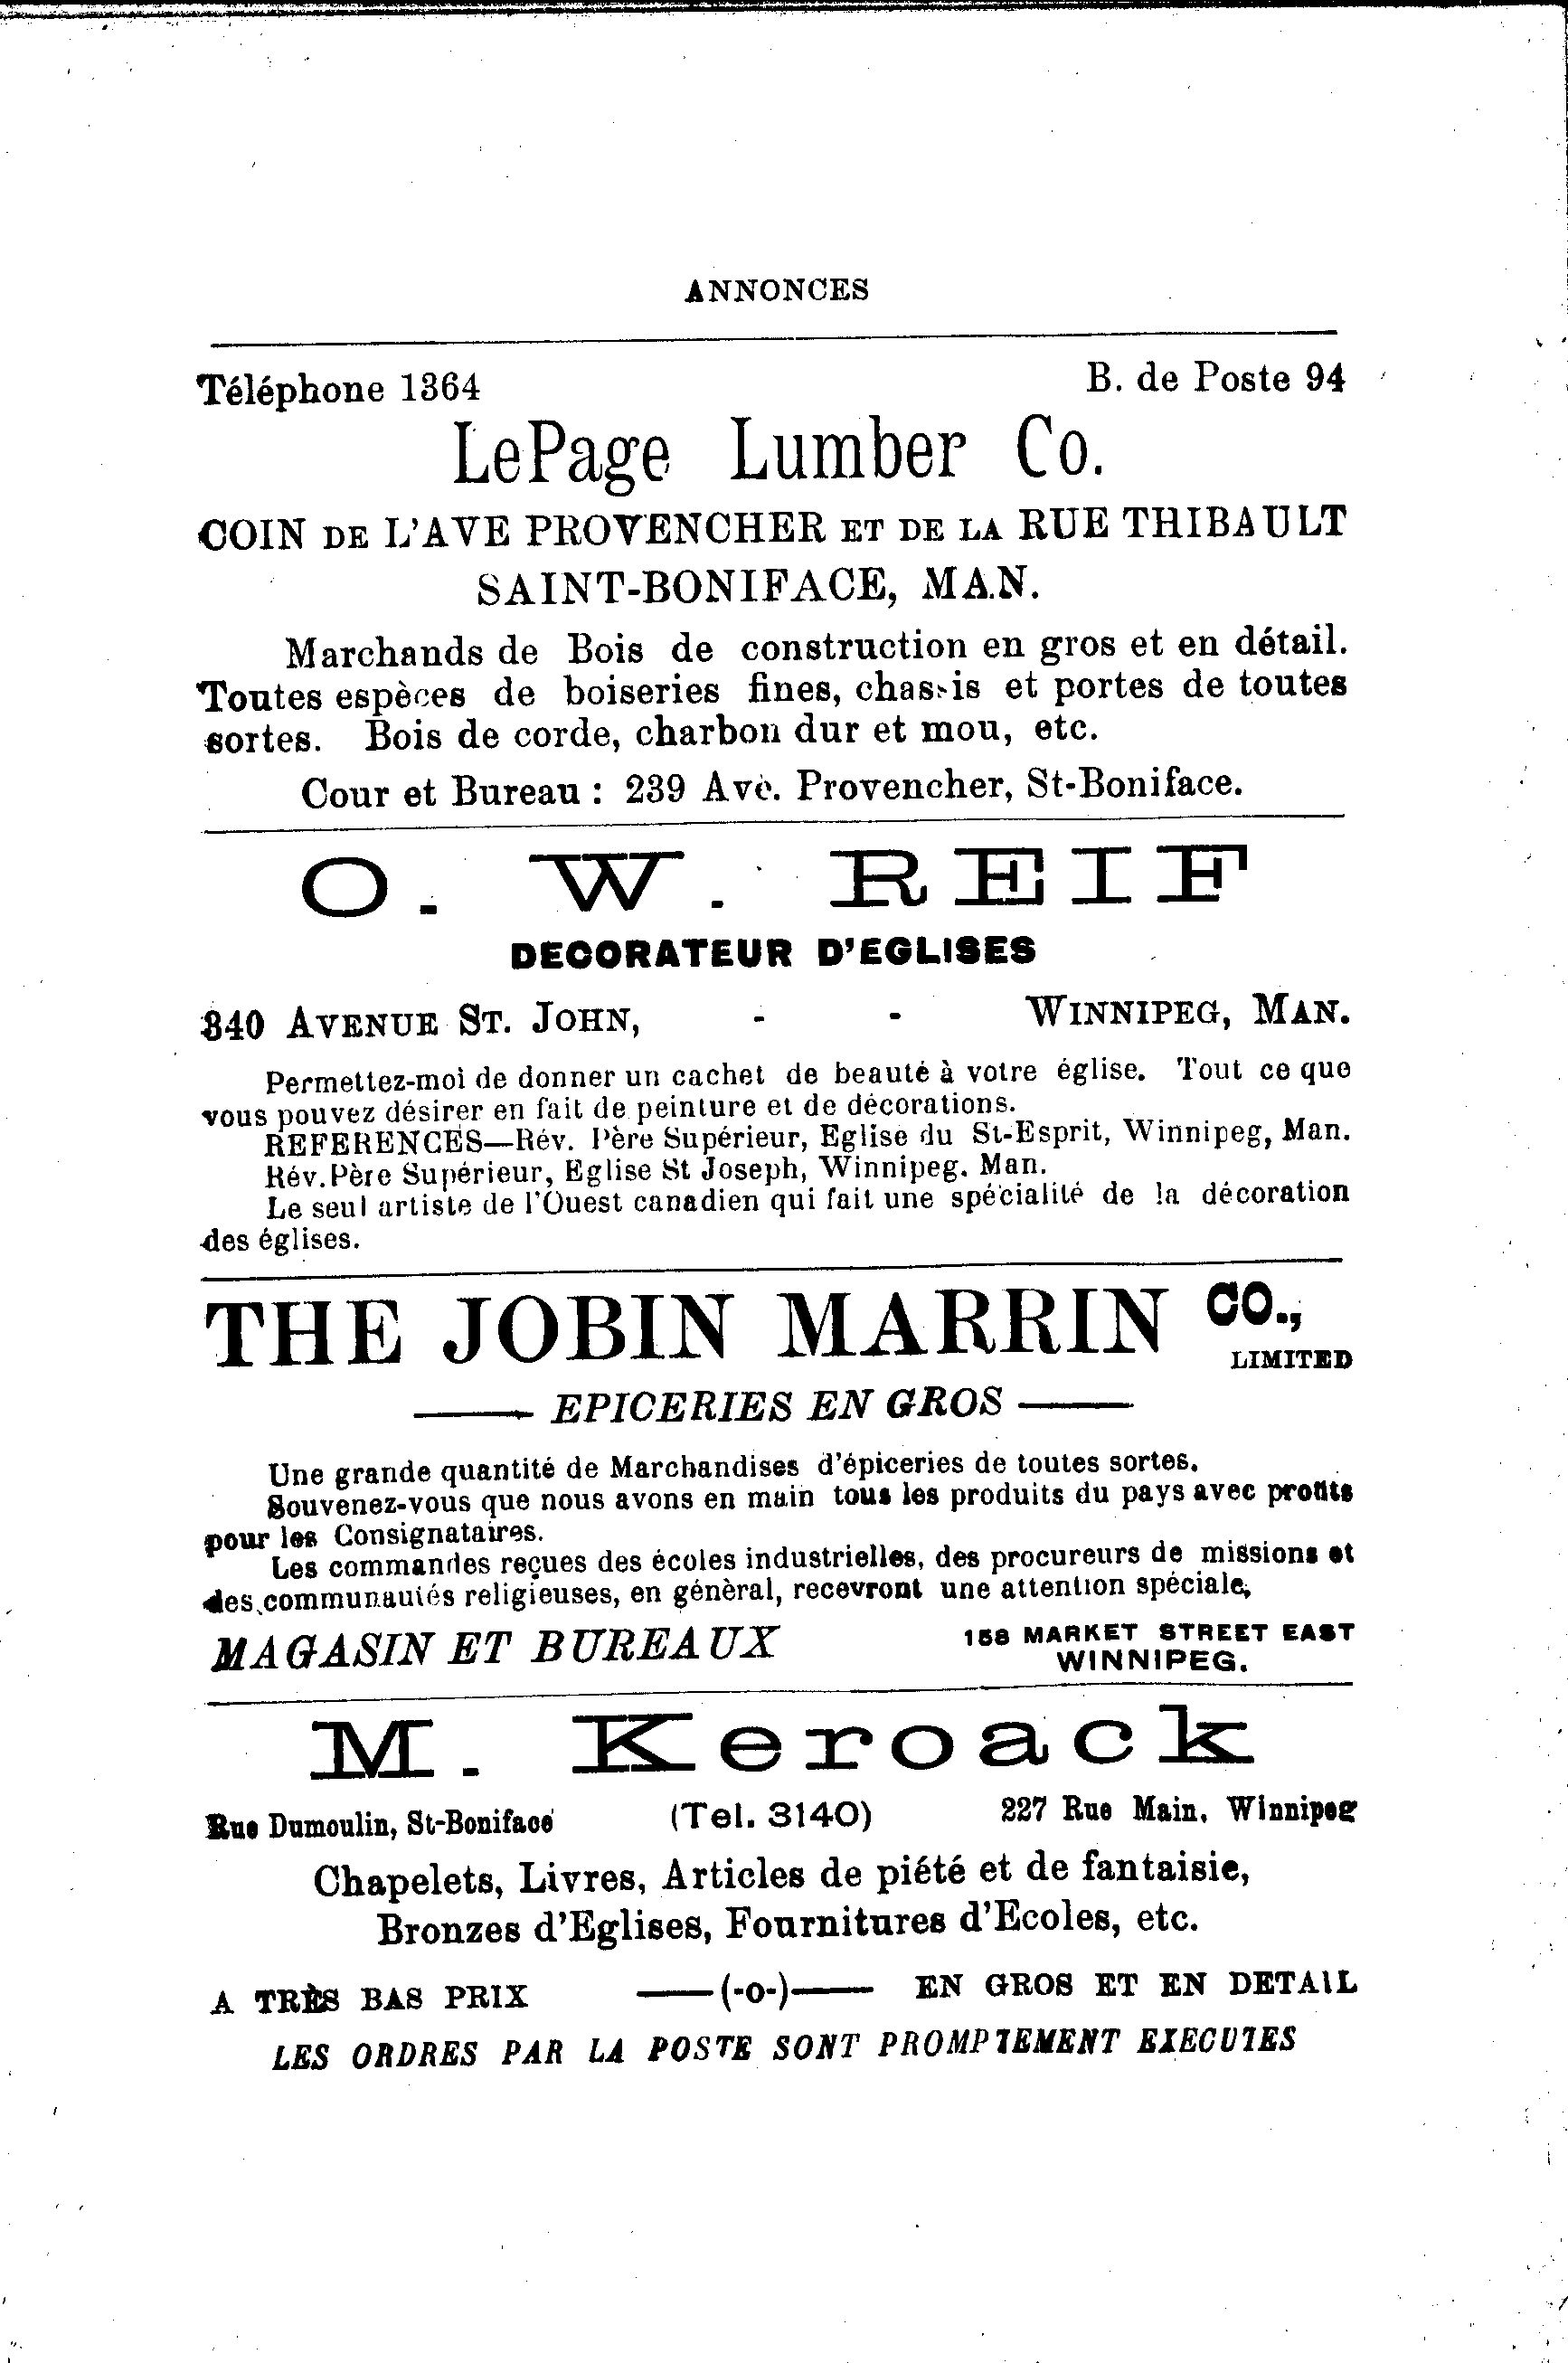 ANNONCES
Téléphone 1364 B. de Poste 94
LePage Lumber Co.
COIN DE L'AVE PROVENCHER ET DE LA RUE THIBAULT
SAINT-BONIFACE, MAN.
Marchands de Bois de construction en gros et en détail.
Toutes espèces de boiseries fines, chassis et portes de toutes
sortes. Bois de corde, charbon dur et mou, etc.
Cour et Bureau : 239 Avè. Provencher, St-Boniface.
O. W. REIF
DECORATEUR D'EGLISES
340 AVENUE ST. JOHN, - - WINNIPEG, MAN.
Permettez-moi de donner un cachet de beauté à votre église. Tout ce que
vous pouvez désirer en fait de peinture et de décorations.
REFERENCES—Rév. Père Supérieur, Eglise du St-Esprit, Winnipeg, Man.
Rév. Père Supérieur, Eglise St Joseph, Winnipeg. Man.
Le seul artiste de l'Ouest canadien qui fait une spécialité de la décoration
des églises.
THE JOBIN MARRIN CO., LIMITED
—— EPICERIES EN GROS ——
Une grande quantité de Marchandises d'épiceries de toutes sortes.
Souvenez-vous que nous avons en main tous les produits du pays avec profits
pour les Consignataires.
Les commandes reçues des écoles industrielles, des procureurs de missions et
des communautés religieuses, en génèral, recevront une attention spéciale,
MAGASIN ET BUREAUX 158 MARKET STREET EAST
WINNIPEG.
M. Keroack
Rue Dumoulin, St-Boniface (Tel. 3140) 227 Rue Main, Winnipeg
Chapelets, Livres, Articles de piété et de fantaisie,
Bronzes d'Eglises, Fournitures d'Ecoles, etc.
A TRÈS BAS PRIX ——(-o-)—— EN GROS ET EN DETAIL
LES ORDRES PAR LA POSTE SONT PROMPTEMENT EXECUTES